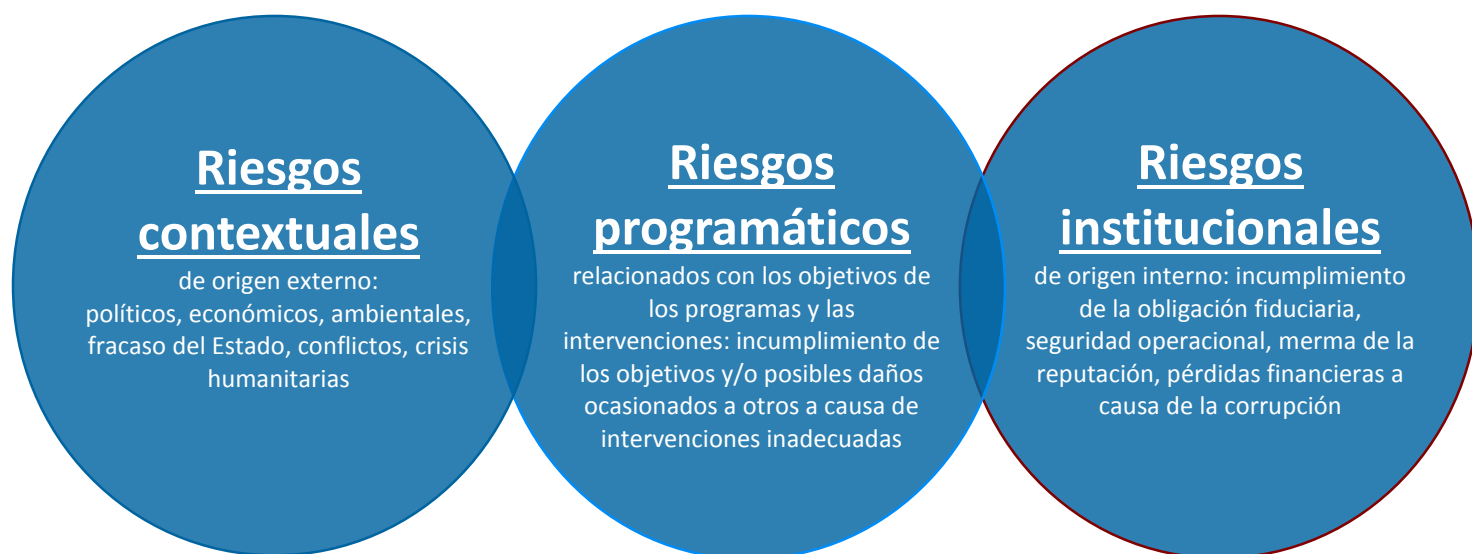 Riesgos
contextuales
de origen externo:
políticos, económicos, ambientales,
fracaso del Estado, conflictos, crisis
humanitarias
Riesgos
programáticos
relacionados con los objetivos de
los programas y las
intervenciones: incumplimiento de
los objetivos y/o posibles daños
ocasionados a otros a causa de
intervenciones inadecuadas
Riesgos
institucionales
de origen interno: incumplimiento
de la obligación fiduciaria,
seguridad operacional, merma de la
reputación, pérdidas financieras a
causa de la corrupción